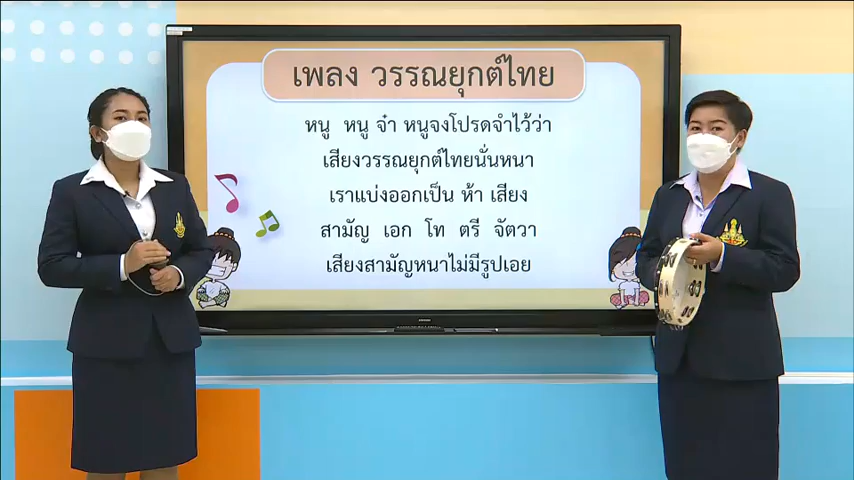 เพลง วรรณยุกต์ไทย
หนู หนู จ๋า หนูจงโปรดจำไว้ว่า
เสียงวรรณยุกต์ไทยนั่นหนา
เราแบ่งออกเป็น ห้า เสียง
สามัญ เอก โท ตรี จัตวา
เสียงสามัญหนาไม่มีรูปเอย